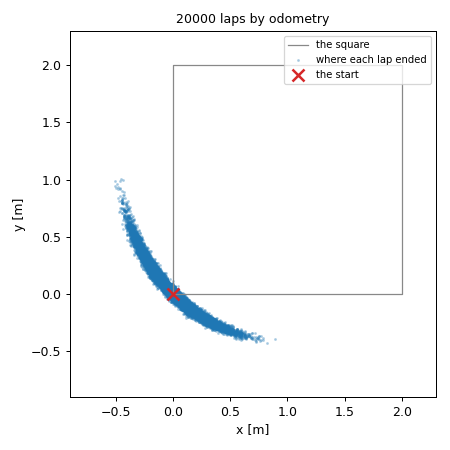 20000 laps by odometry
the square
where each lap ended
the start
2.0
1.5
1.0
0.5
0.0
−0.5
−0.5
0.0
0.5
1.0
1.5
2.0
y [m]
x [m]